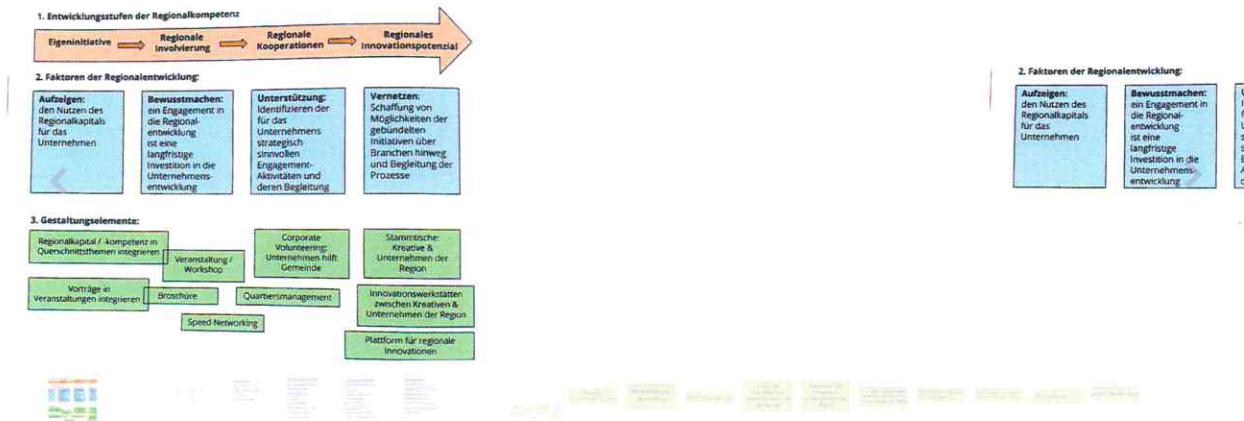 1. Entwicklungsstufen der Regionalkompetenz
Eigeninitiative
Regionale
Involvierung
Regionale
Kooperationen
Regionales
Innovationspotenzial
2. Faktoren der Regionalentwicklung:
Aufzeigen:
den Nutzen des
Regionalkapitals
für das
Unternehmen
Bewusstmachen:
ein Engagement in
die Regional-
entwicklung
ist eine
langfristige
Investition in die
Unternehmens-
entwicklung
Unterstützung:
Identifizieren der
für das
Unternehmens
strategisch
sinnvollen
Engagement-
Aktivitäten und
deren Begleitung
Vernetzen:
Schaffung von
Möglichkeiten der
gebündelten
Initiativen über
Branchen hinweg
und Begleitung der
Prozesse
3. Gestaltungselemente:
Regionalkapital / -kompetenz in
Querschnittsthemen integrieren
Veranstaltung /
Workshop
Corporate
Volunteering:
Unternehmen hilft
Gemeinde
Stammtische:
Kreative &
Unternehmen der
Region
Vorträge in
Veranstaltungen integrieren
Broschüre
Quartiersmanagement
Innovationswerkstätten
zwischen Kreativen &
Unternehmen der Region
Speed Networking
Plattform für regionale
Innovationen
2. Faktoren der Regionalentwicklung:
Aufzeigen:
den Nutzen des
Regionalkapitals
für das
Unternehmen
Bewusstmachen:
ein Engagement in
die Regional-
entwicklung
ist eine
langfristige
Investition in die
Unternehmens-
entwicklung